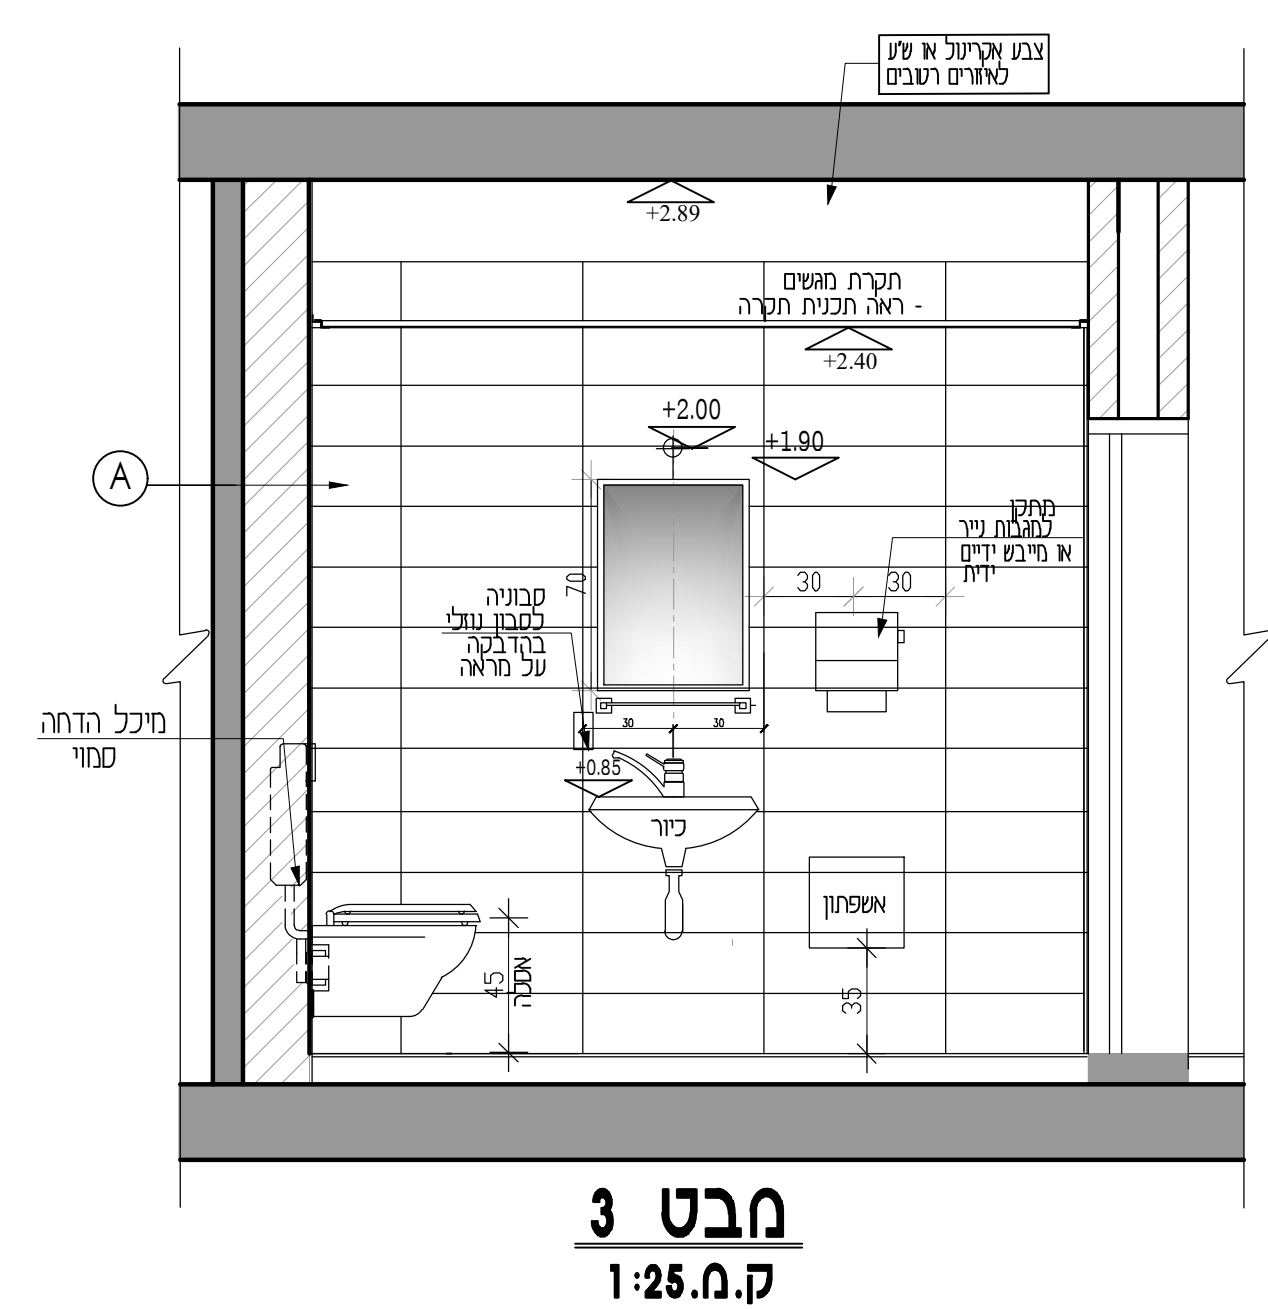 צבע אקרינול או ש"ע
לאיזורים רטובים
+2.89
תקרת מגשים
- ראה תכנית תקרה
+2.40
+2.00
+1.90
A
מתקן
למגבות נייר
או מייבש ידיים
ידית
30
30
70
סבוניה
לסבון נוזלי
בהדבקה
על מראה
30
30
מיכל הדחה
סמוי
+0.85
כיור
אשפתון
45
אסלה
35
מבט 3
ק.מ.1:25